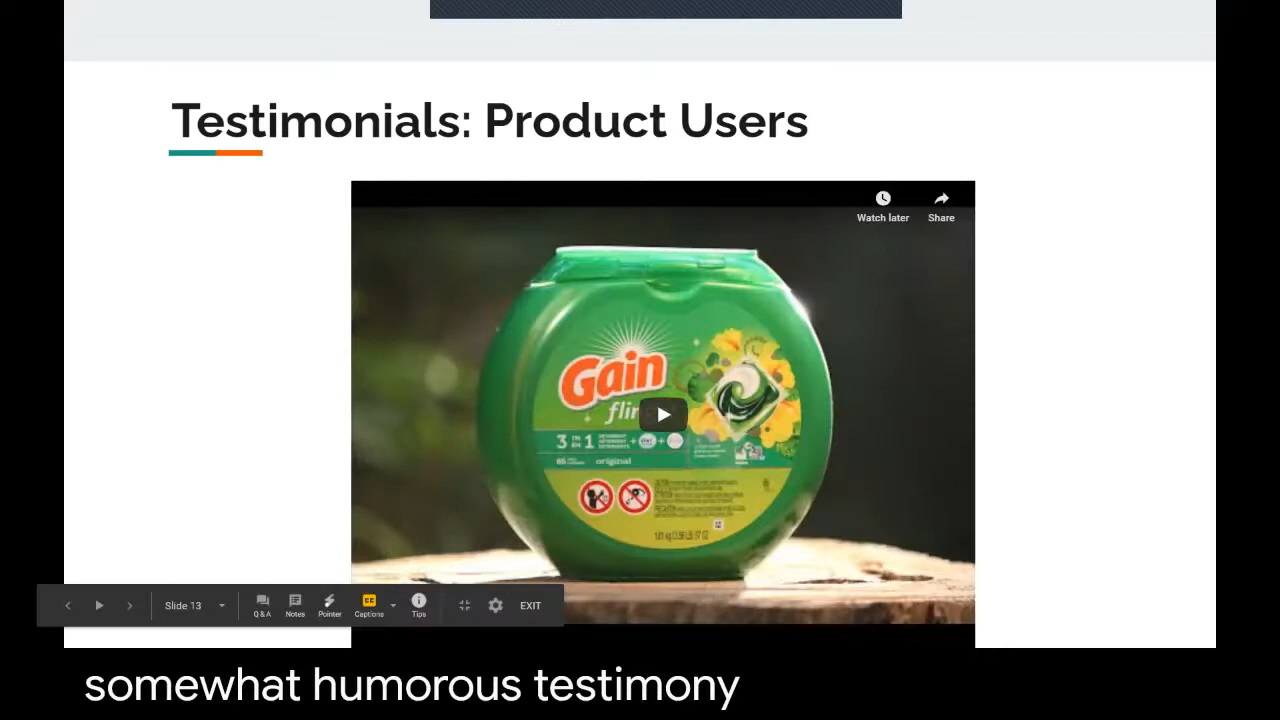 Testimonials: Product Users
Watch later
Share
Gain
3 IN 1
original
Slide 13
Q & A
Notes
Pointer
Captions
Tips
EXIT
somewhat humorous testimony